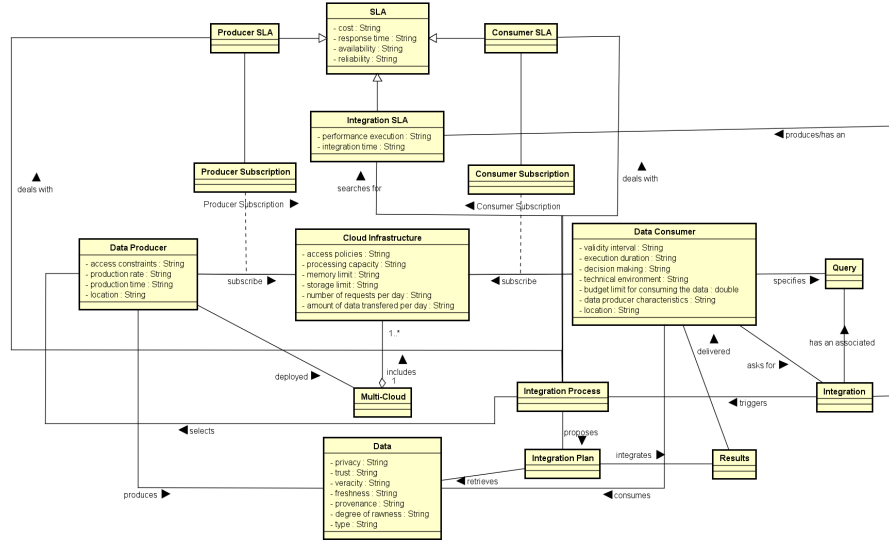 SLA
- cost : String
- response time : String
- availability : String
- reliability : String
Producer SLA
Consumer SLA
Integration SLA
- performance execution : String
- integration time : String
produces/has an
deals with
searches for
deals with
Producer Subscription
Consumer Subscription
Producer Subscription
Consumer Subscription
Data Producer
- access constraints : String
- production rate : String
- production time : String
- location : String
subscribe
Cloud Infrastructure
- access policies : String
- processing capacity : String
- memory limit : String
- storage limit : String
- number of requests per day : String
- amount of data transfered per day : String
subscribe
Data Consumer
- validity interval : String
- execution duration : String
- decision making : String
- technical environment : String
- budget limit for consuming the data : double
- data producer characteristics : String
- location : String
specifies
Query
1..*
includes
1
deployed
Multi-Cloud
delivered
has an associated
asks for
Integration Process
triggers
Integration
selects
proposes
Data
- privacy : String
- trust : String
- veracity : String
- freshness : String
- provenance : String
- degree of rawness : String
- type : String
Integration Plan
integrates
Results
retrieves
produces
consumes